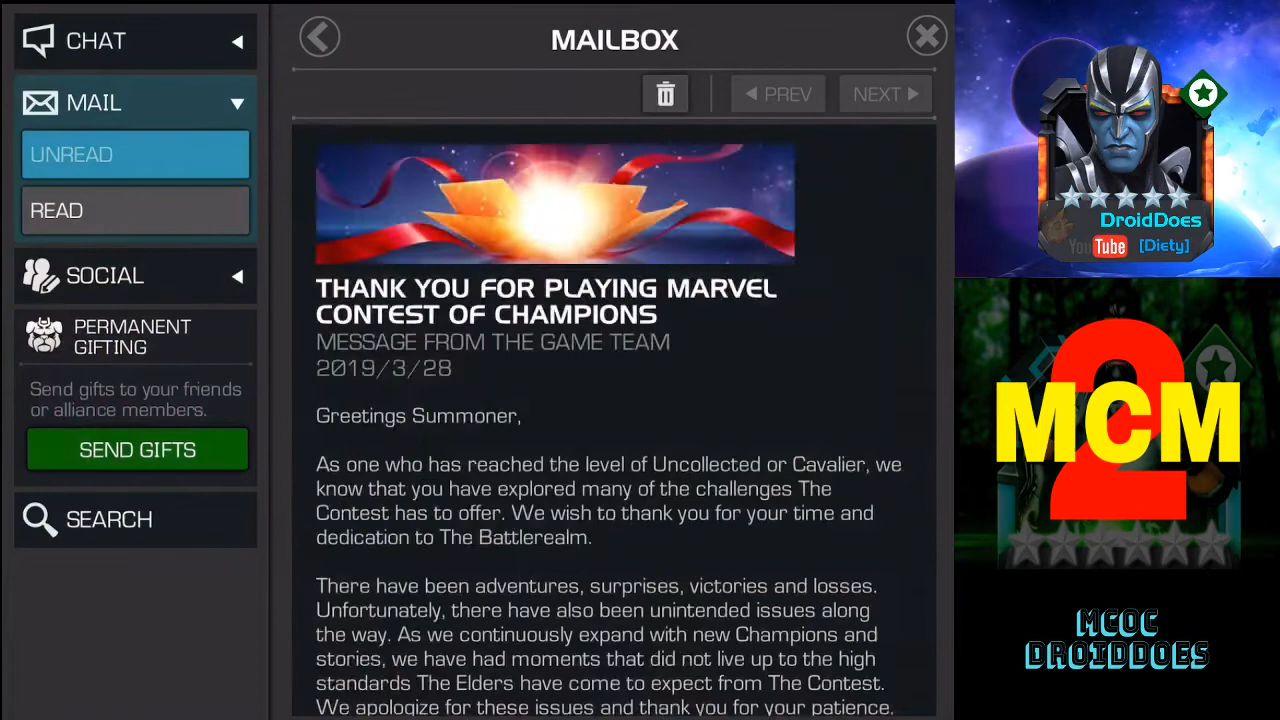 CHAT
MAIL
UNREAD
READ
SOCIAL
PERMANENT
GIFTING
Send gifts to your friends
or alliance members.
SEND GIFTS
SEARCH
MAILBOX
PREV
NEXT
THANK YOU FOR PLAYING MARVEL
CONTEST OF CHAMPIONS
MESSAGE FROM THE GAME TEAM
2019/3/28
Greetings Summoner,
As one who has reached the level of Uncollected or Cavalier, we
know that you have explored many of the challenges The
Contest has to offer. We wish to thank you for your time and
dedication to The Battlerealm.
There have been adventures, surprises, victories and losses.
Unfortunately, there have also been unintended issues along
the way. As we continuously expand with new Champions and
stories, we have had moments that did not live up to the high
standards The Elders have come to expect from The Contest.
We apologize for these issues and thank you for your patience.
DroidDoes
YouTube [Diety]
2
MCM
MCOC
DROIDDOES